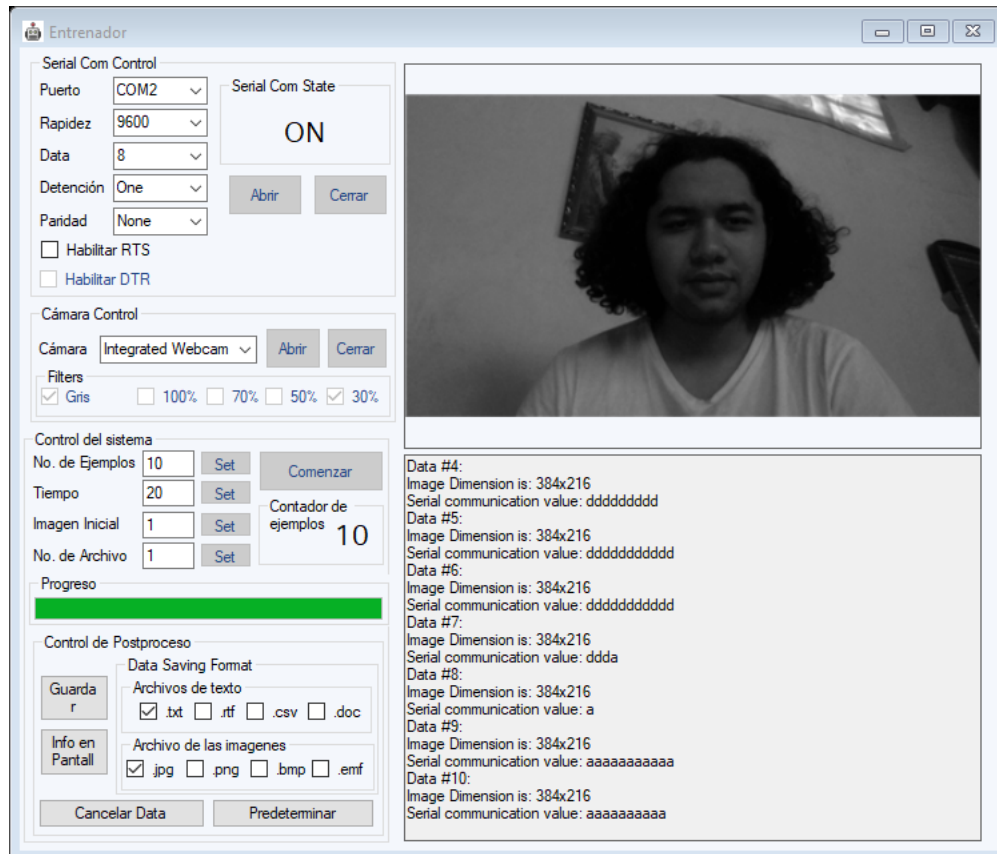 Entrenador
Serial Com Control
Puerto COM2
Rapidez 9600
Data 8
Detención One
Paridad None
Habilitar RTS
Habilitar DTR
Serial Com State
ON
Abrir Cerrar
Cámara Control
Cámara Integrated Webcam Abrir Cerrar
Filters
Gris 100% 70% 50% 30%
Control del sistema
No. de Ejemplos 10 Set
Tiempo 20 Set
Imagen Inicial 1 Set
No. de Archivo 1 Set
Comenzar
Contador de
ejemplos 10
Progreso
Control de Postproceso
Guarda
r
Info en
Pantall
Data Saving Format
Archivos de texto
.txt .rtf .csv .doc
Archivo de las imagenes
.jpg .png .bmp .emf
Cancelar Data Predeterminar
Data #4:
Image Dimension is: 384x216
Serial communication value: ddddddddd
Data #5:
Image Dimension is: 384x216
Serial communication value: ddddddddddd
Data #6:
Image Dimension is: 384x216
Serial communication value: ddddddddddd
Data #7:
Image Dimension is: 384x216
Serial communication value: ddda
Data #8:
Image Dimension is: 384x216
Serial communication value: a
Data #9:
Image Dimension is: 384x216
Serial communication value: aaaaaaaaaaa
Data #10:
Image Dimension is: 384x216
Serial communication value: aaaaaaaaaa